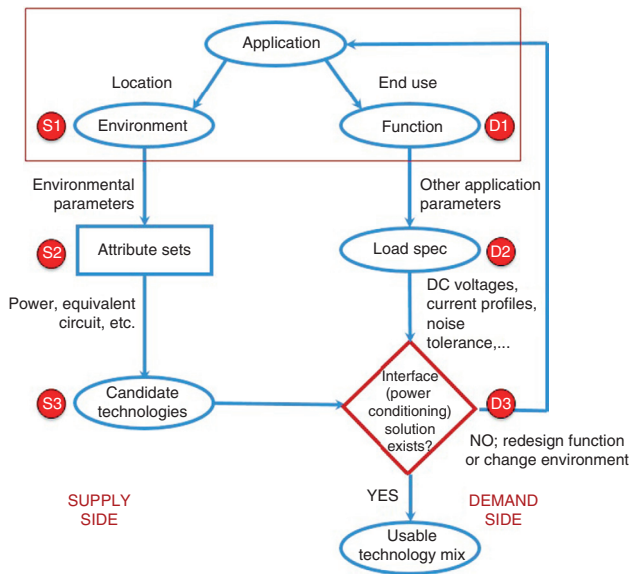 Application
Location
End use
S1
Environment
Function
D1
Environmental
parameters
Other application
parameters
S2
Attribute sets
Load spec
D2
Power, equivalent
circuit, etc.
DC voltages,
current profiles,
noise
tolerance,...
S3
Candidate
technologies
Interface
(power
conditioning)
solution
exists?
D3
NO; redesign function
or change environment
SUPPLY
SIDE
YES
DEMAND
SIDE
Usable
technology mix